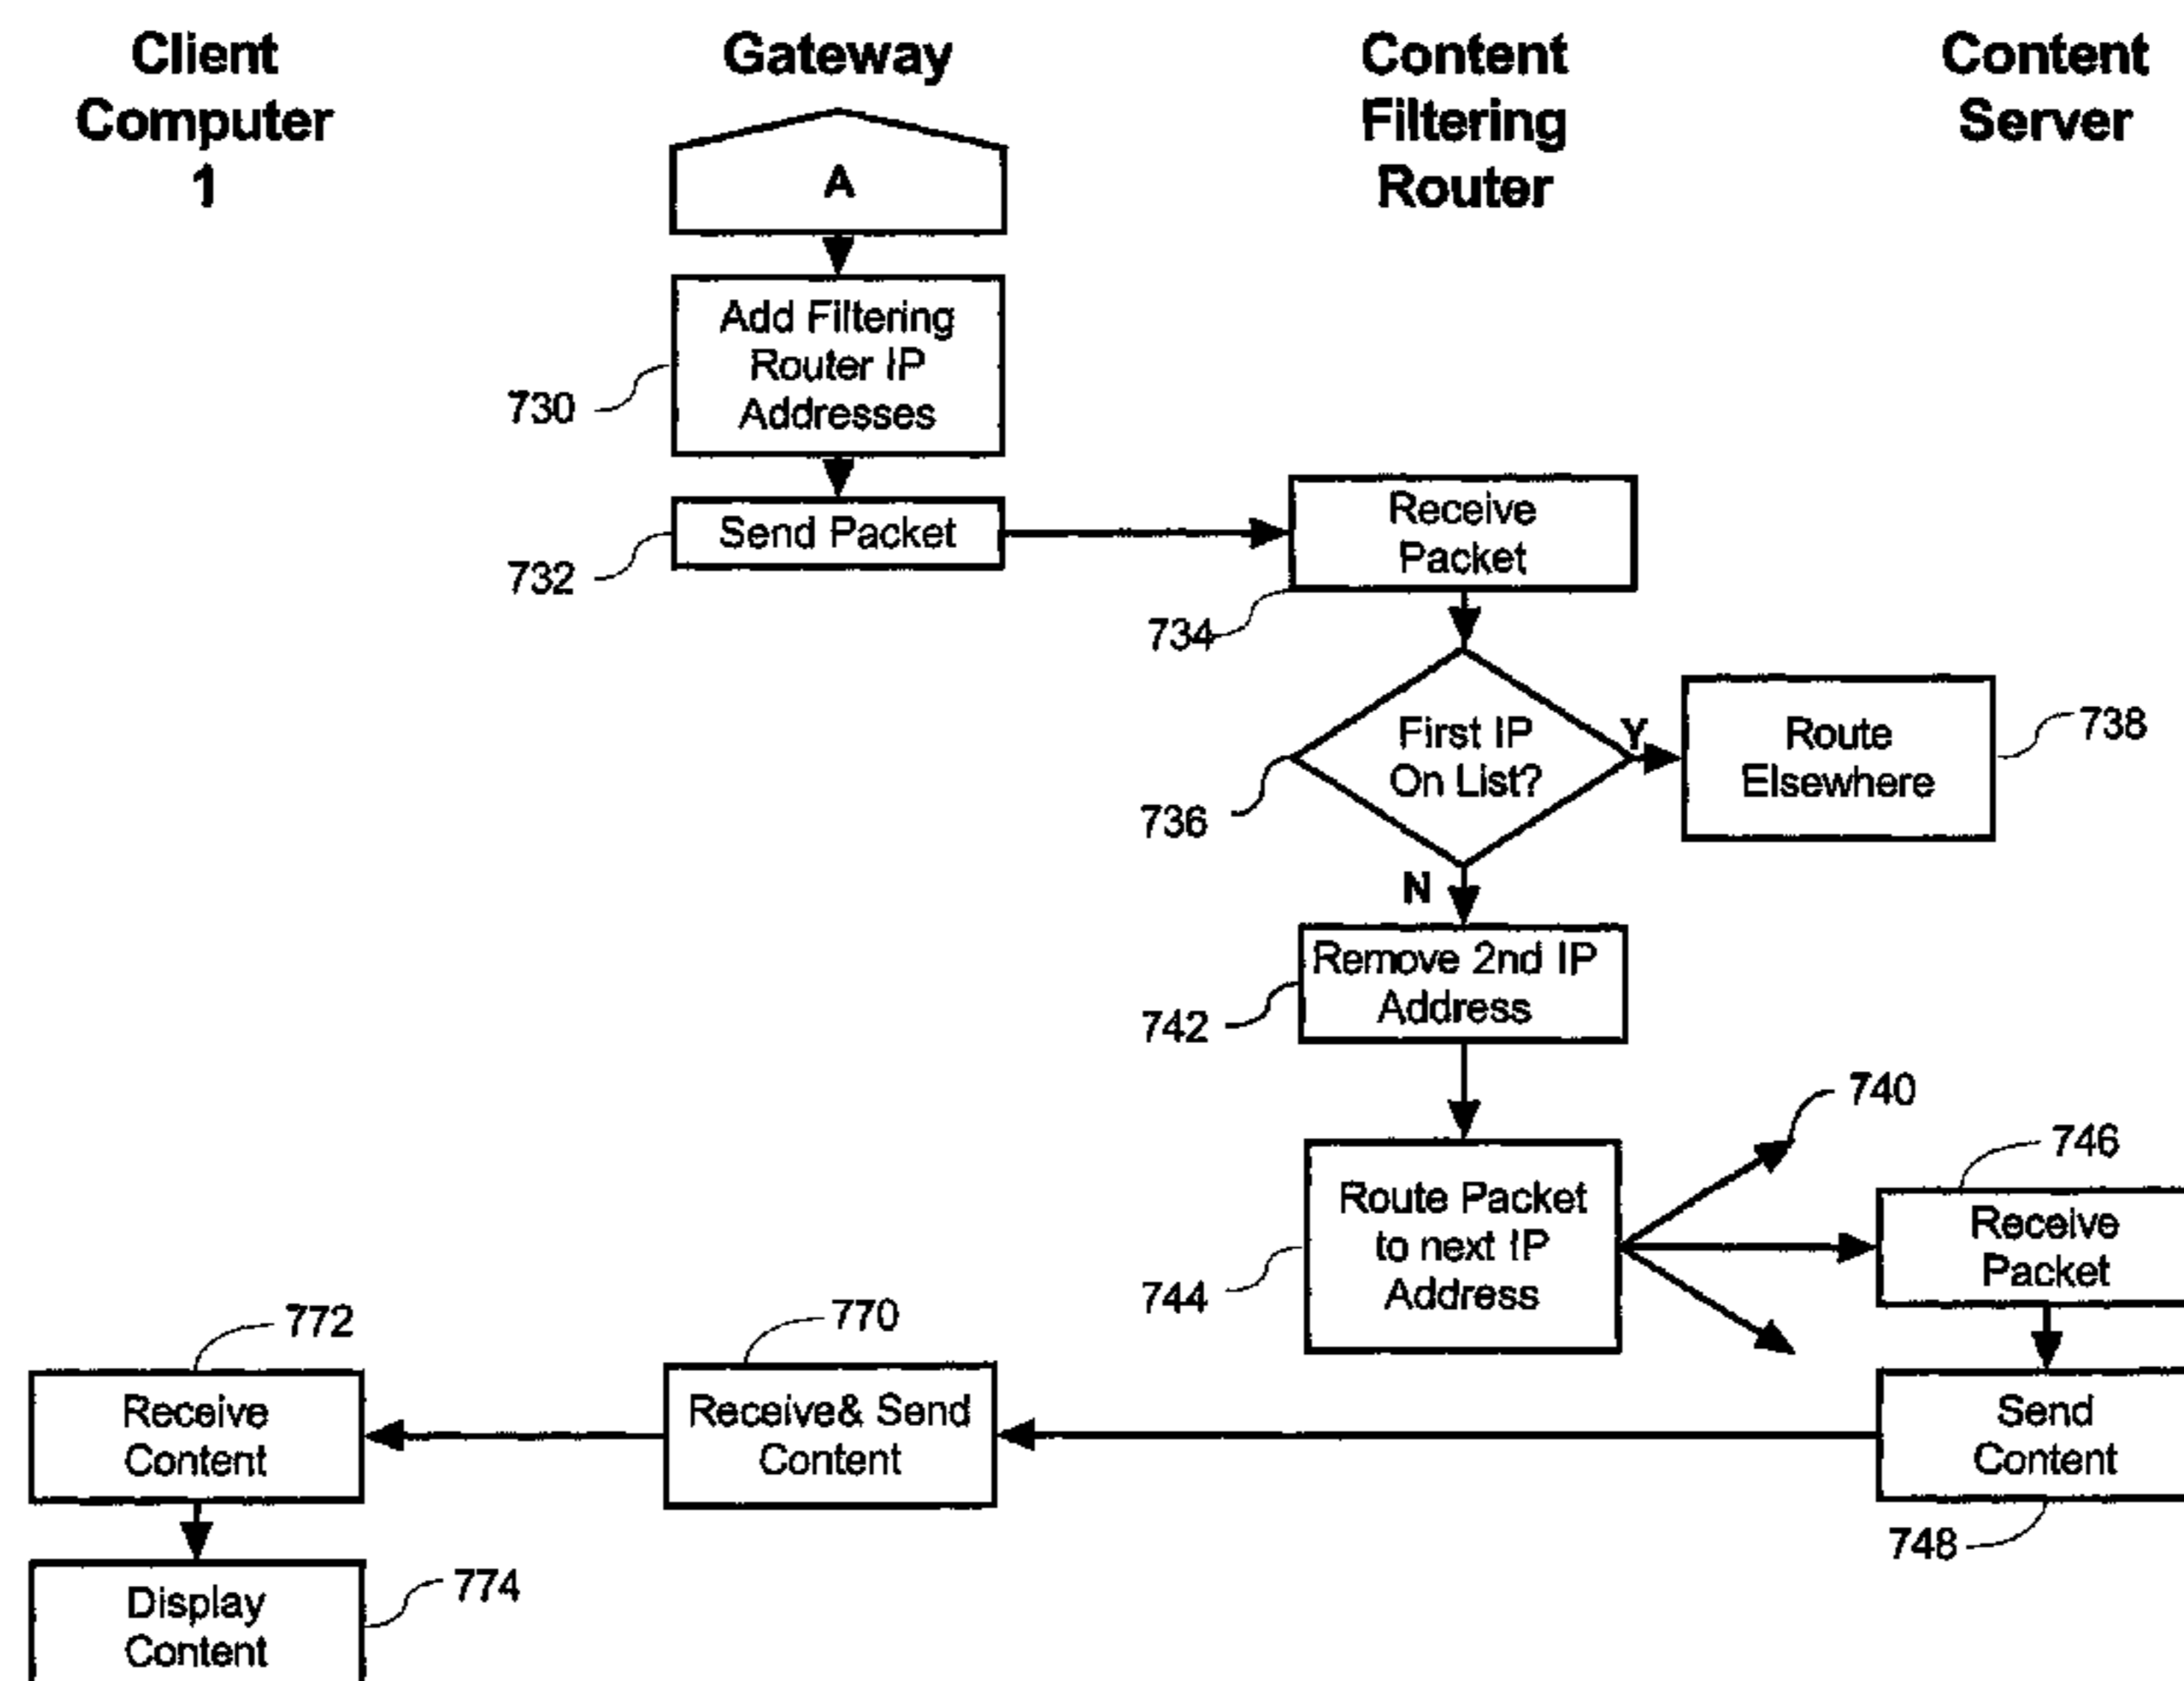 Client
Computer
1
Gateway
Content
Filtering
Router
Content
Server
A
Add Filtering
Router IP
Addresses
730
Send Packet
732
Receive
Packet
734
First IP
On List?
Y
736
Route
Elsewhere
738
N
Remove 2nd IP
Address
742
740
Route Packet
to next IP
Address
744
746
Receive
Packet
Send
Content
748
770
Receive& Send
Content
772
Receive
Content
774
Display
Content